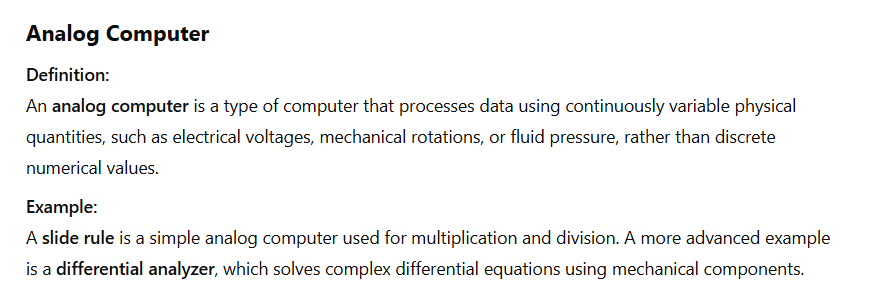 Analog Computer
Definition:
An analog computer is a type of computer that processes data using continuously variable physical
quantities, such as electrical voltages, mechanical rotations, or fluid pressure, rather than discrete
numerical values.
Example:
A slide rule is a simple analog computer used for multiplication and division. A more advanced example
is a differential analyzer, which solves complex differential equations using mechanical components.